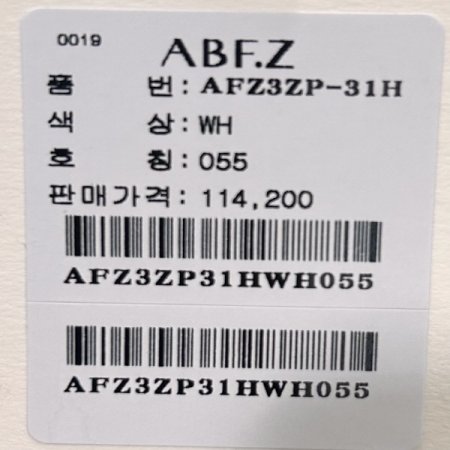 0019
ABF.Z
품 번 : AFZ3ZP-31H
색 상 : WH
호 칭 : 055
판매가격 : 114,200
AFZ3ZP31HWH055
AFZ3ZP31HWH055